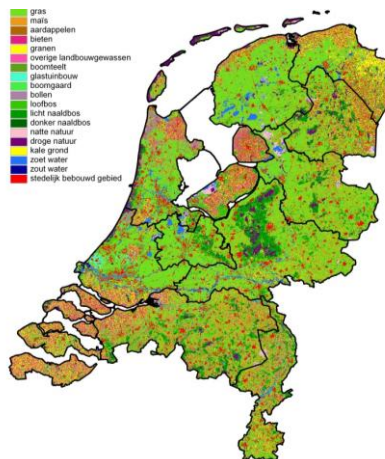 gras
maïs
aardappelen
bieten
granen
overige landbouwgewassen
boomteelt
glastuinbouw
boomgaard
bollen
loofbos
licht naaldbos
donker naaldbos
natte natuur
droge natuur
kale grond
zoet water
zout water
stedelijk bebouwd gebied